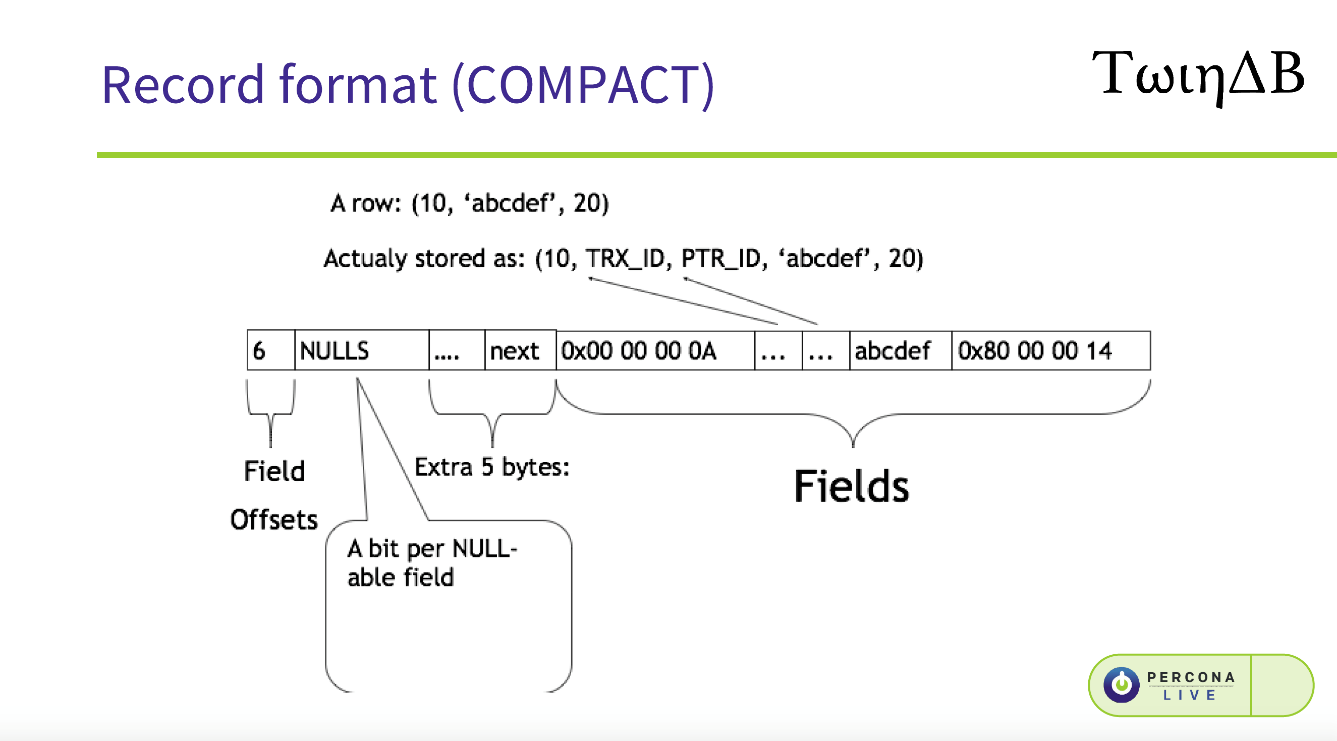 Record format (COMPACT)
ΤωιηΔΒ
A row: (10, ‘abcdef’, 20)
Actualy stored as: (10, TRX_ID, PTR_ID, ‘abcdef’, 20)
6 NULLS .... next 0x00 00 00 0A ... ... abcdef 0x80 00 00 14
Field
Offsets
Extra 5 bytes:
Fields
A bit per NULL-
able field
PERCONA
LIVE